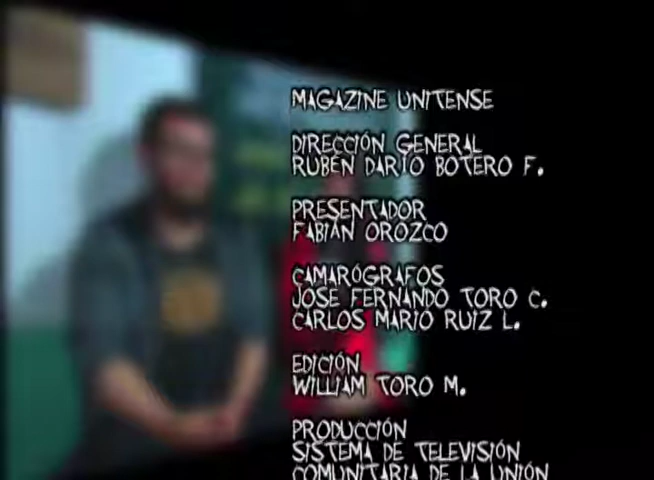 MAGAZINE UNITENSE
DIRECCIÓN GENERAL
RUBÉN DARÍO BOTERO F.
PRESENTADOR
FABIÁN OROZCO
CAMARÓGRAFOS
JOSE FERNANDO TORO C.
CARLOS MARIO RUIZ L.
EDICIÓN
WILLIAM TORO M.
PRODUCCIÓN
SISTEMA DE TELEVISIÓN
COMUNITARIA DE LA UNIÓN